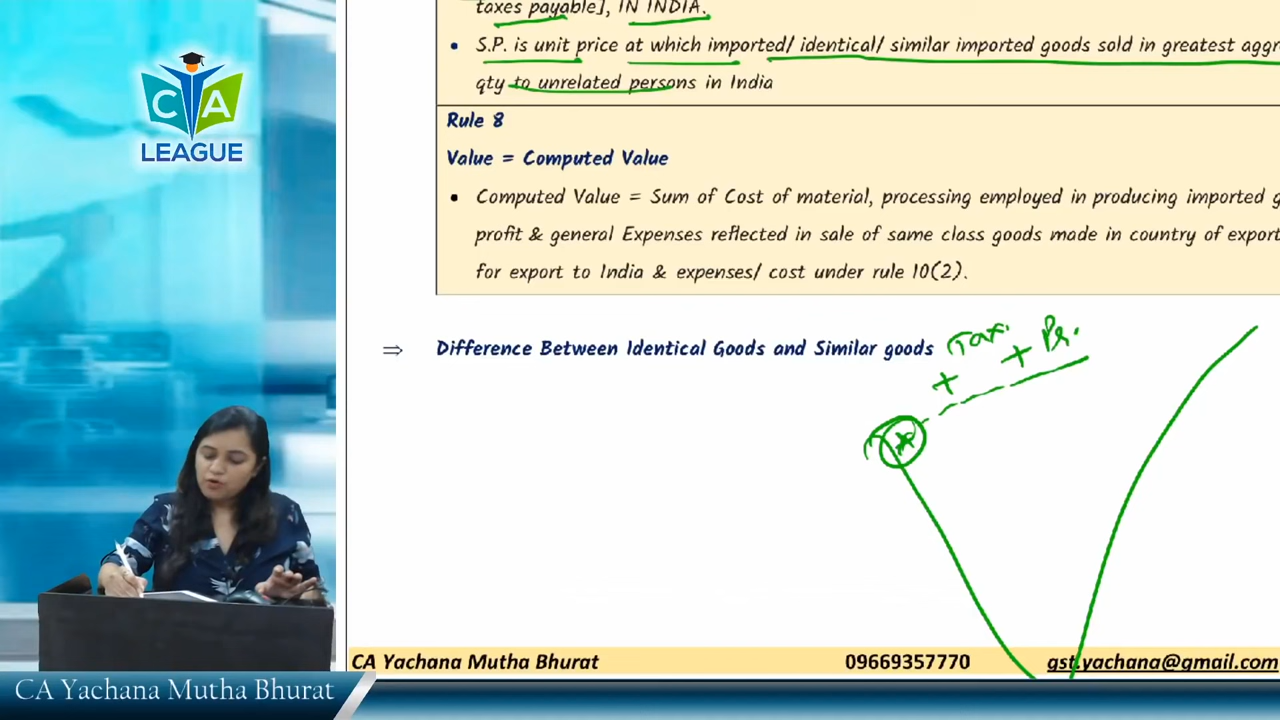 taxes payable], IN INDIA.
• S.P. is unit price at which imported/ identical/ similar imported goods sold in greatest aggr
qty to unrelated persons in India
Rule 8
Value = Computed Value
• Computed Value = Sum of Cost of material, processing employed in producing imported g
profit & general Expenses reflected in sale of same class goods made in country of export
for export to India & expenses/ cost under rule 10(2).
⇒ Difference Between Identical Goods and Similar goods
+ Tax. + Pr.
CA
LEAGUE
CA Yachana Mutha Bhurat 09669357770 gst.yachana@gmail.com
CA Yachana Mutha Bhurat